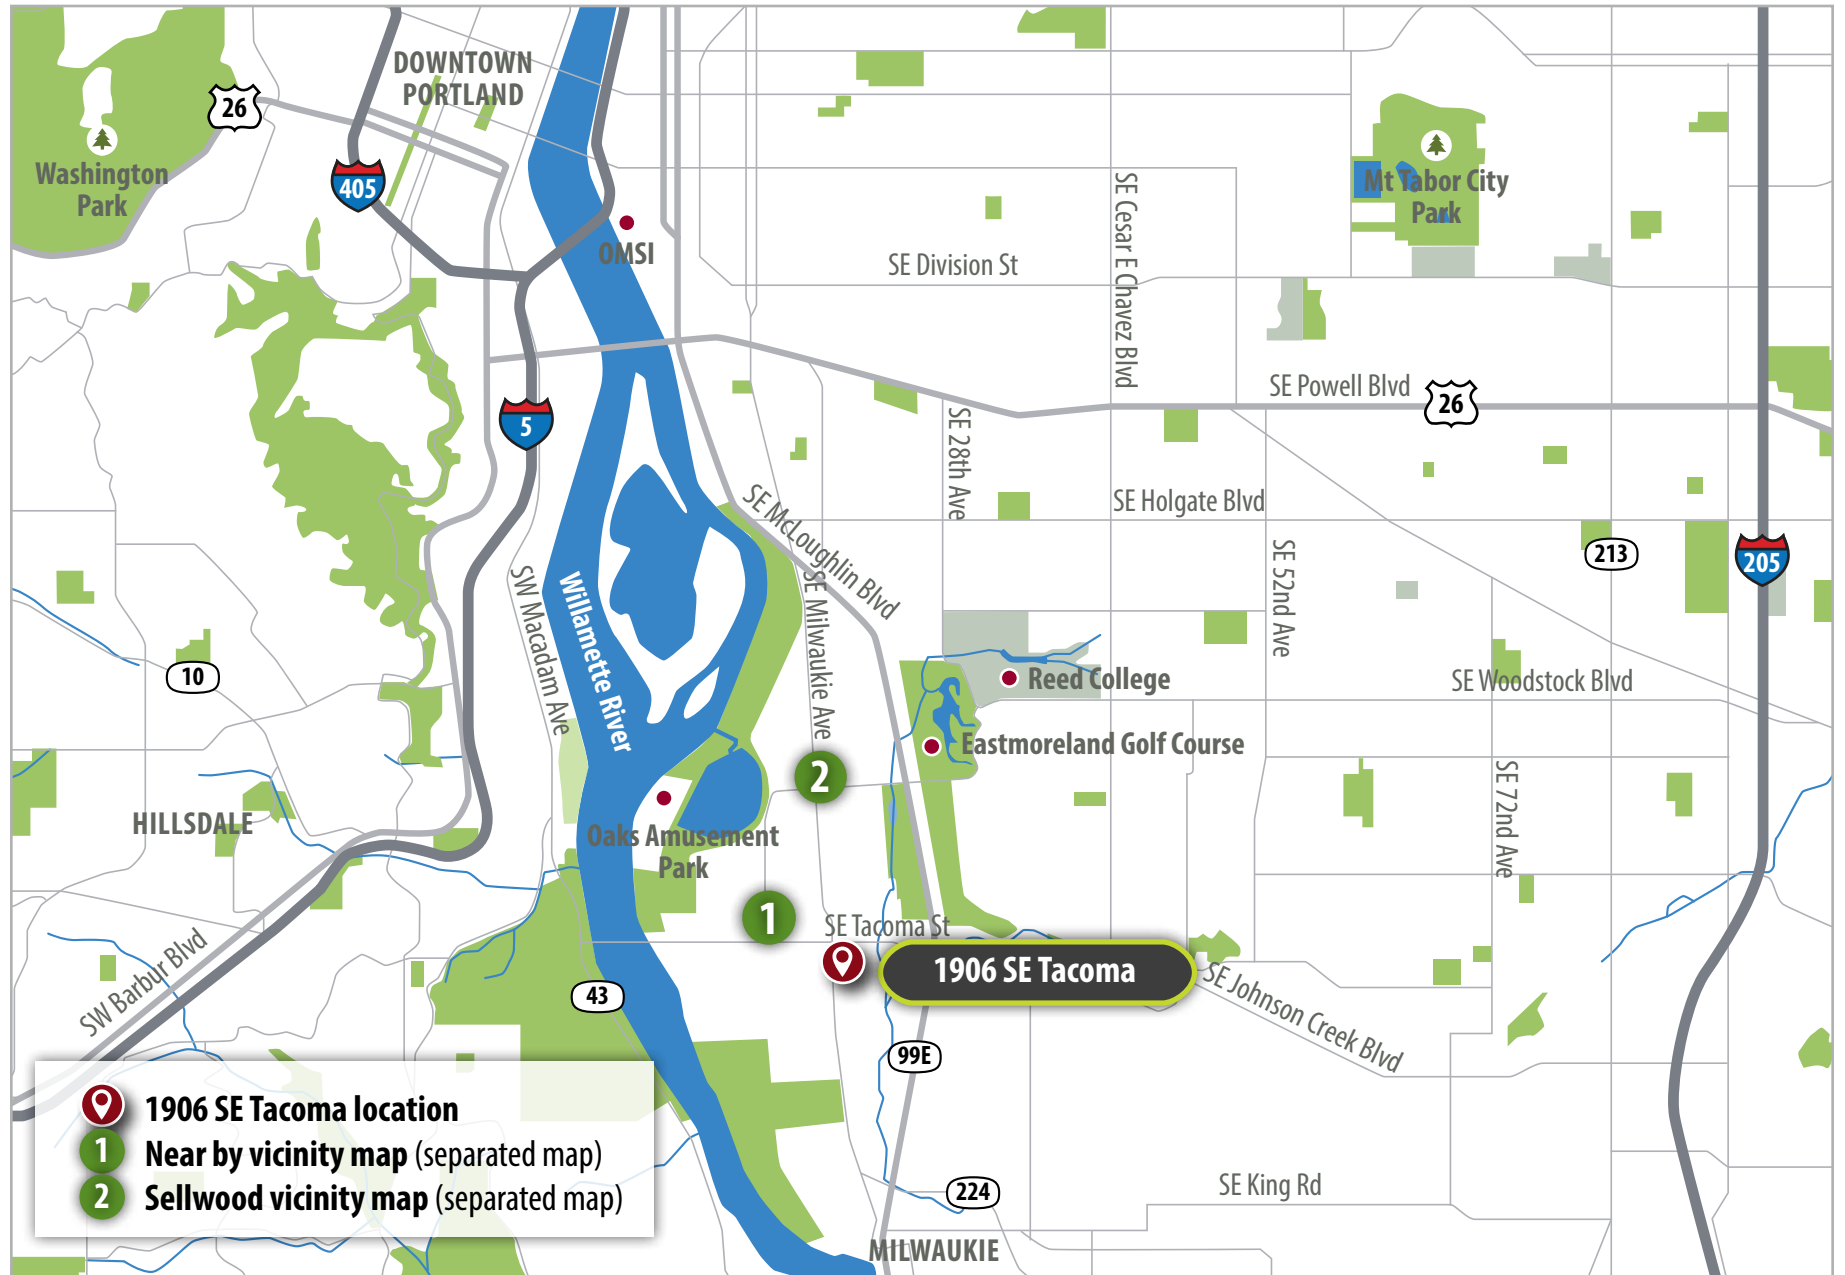 DOWNTOWN
PORTLAND
26
Washington
Park
405
OMSI
SE Division St
SE Cesar E Chavez Blvd
Mt Tabor City
Park
SE Powell Blvd
26
5
SE 28th Ave
SE Holgate Blvd
SE McLoughlin Blvd
213
205
SE 52nd Ave
SW Macadam Ave
Willamette River
SE Milwaukie Ave
10
Reed College
SE Woodstock Blvd
Eastmoreland Golf Course
2
SE 72nd Ave
HILLSDALE
Oaks Amusement
Park
1
SE Tacoma St
1906 SE Tacoma
SW Barbur Blvd
43
SE Johnson Creek Blvd
99E
1906 SE Tacoma location
1 Near by vicinity map (separated map)
2 Sellwood vicinity map (separated map)
224
SE King Rd
MILWAUKIE